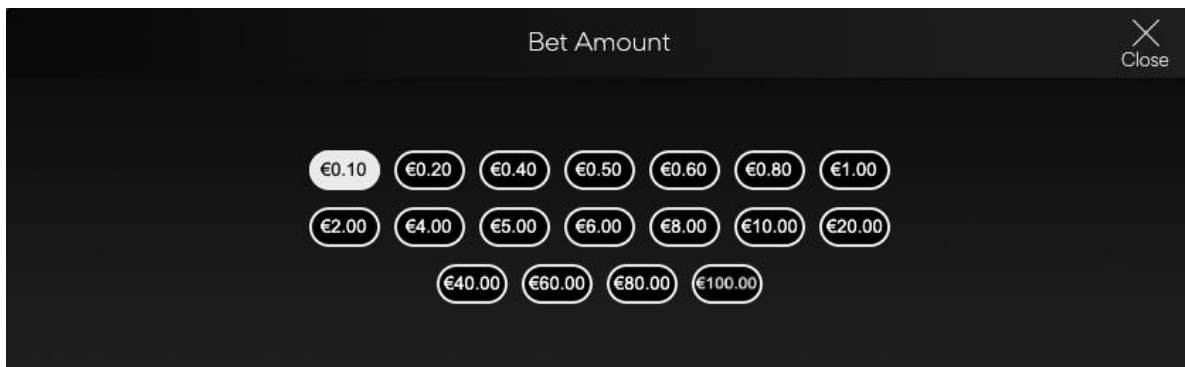 Bet Amount
Close
€0.10 €0.20 €0.40 €0.50 €0.60 €0.80 €1.00
€2.00 €4.00 €5.00 €6.00 €8.00 €10.00 €20.00
€40.00 €60.00 €80.00 €100.00